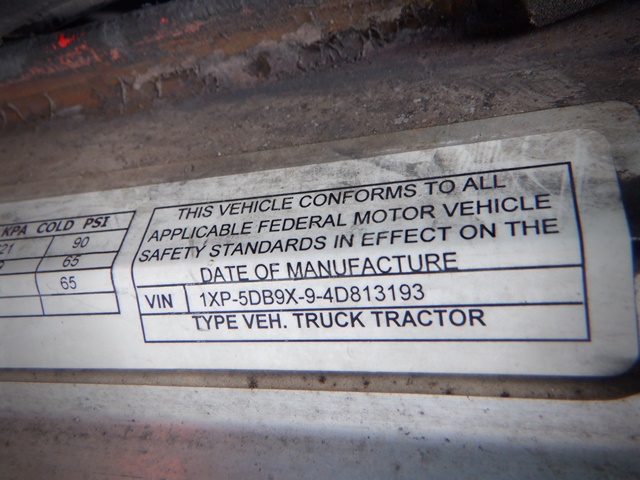 KPA COLD PSI
21 90
65
65
THIS VEHICLE CONFORMS TO ALL
APPLICABLE FEDERAL MOTOR VEHICLE
SAFETY STANDARDS IN EFFECT ON THE
DATE OF MANUFACTURE
VIN 1XP-5DB9X-9-4D813193
TYPE VEH. TRUCK TRACTOR